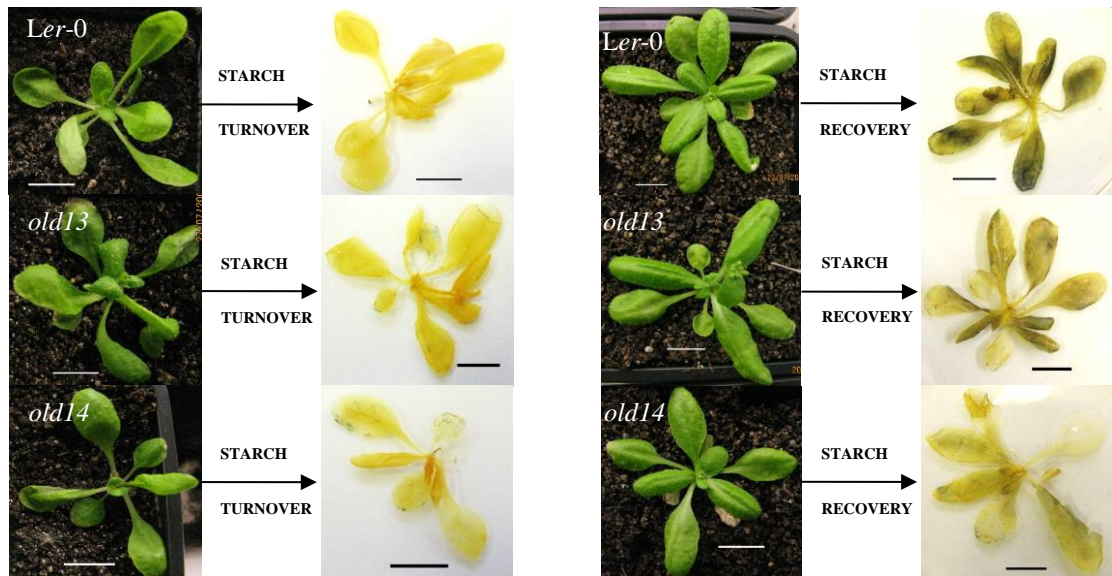 Ler-0
STARCH
TURNOVER
Ler-0
STARCH
RECOVERY
old13
STARCH
TURNOVER
old13
STARCH
RECOVERY
old14
STARCH
TURNOVER
old14
STARCH
RECOVERY